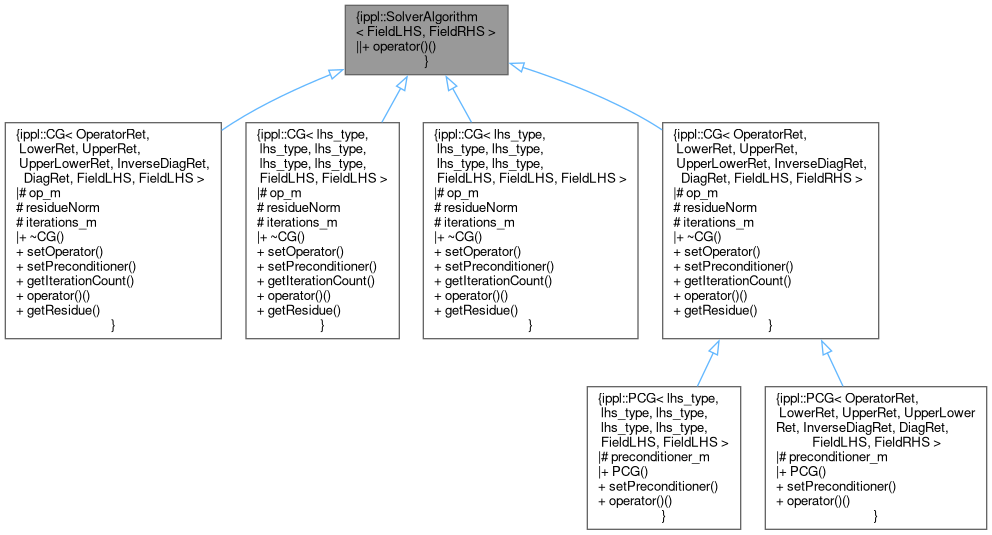 {ippl::SolverAlgorithm
< FieldLHS, FieldRHS >
||+ operator()()
}
{ippl::CG< OperatorRet,
LowerRet, UpperRet,
UpperLowerRet, InverseDiagRet,
DiagRet, FieldLHS, FieldLHS >
|# op_m
# residueNorm
# iterations_m
|+ ~CG()
+ setOperator()
+ setPreconditioner()
+ getIterationCount()
+ operator()()
+ getResidue()
}
{ippl::CG< lhs_type,
lhs_type, lhs_type,
lhs_type, lhs_type,
FieldLHS, FieldLHS >
|# op_m
# residueNorm
# iterations_m
|+ ~CG()
+ setOperator()
+ setPreconditioner()
+ getIterationCount()
+ operator()()
+ getResidue()
}
{ippl::CG< lhs_type,
lhs_type, lhs_type,
lhs_type, lhs_type,
FieldLHS, FieldLHS, FieldLHS >
|# op_m
# residueNorm
# iterations_m
|+ ~CG()
+ setOperator()
+ setPreconditioner()
+ getIterationCount()
+ operator()()
+ getResidue()
}
{ippl::CG< OperatorRet,
LowerRet, UpperRet,
UpperLowerRet, InverseDiagRet,
DiagRet, FieldLHS, FieldRHS >
|# op_m
# residueNorm
# iterations_m
|+ ~CG()
+ setOperator()
+ setPreconditioner()
+ getIterationCount()
+ operator()()
+ getResidue()
}
{ippl::PCG< lhs_type,
lhs_type, lhs_type,
lhs_type, lhs_type,
FieldLHS, FieldLHS >
|# preconditioner_m
|+ PCG()
+ setPreconditioner()
+ operator()()
}
{ippl::PCG< OperatorRet,
LowerRet, UpperRet, UpperLower
Ret, InverseDiagRet, DiagRet,
FieldLHS, FieldRHS >
|# preconditioner_m
|+ PCG()
+ setPreconditioner()
+ operator()()
}